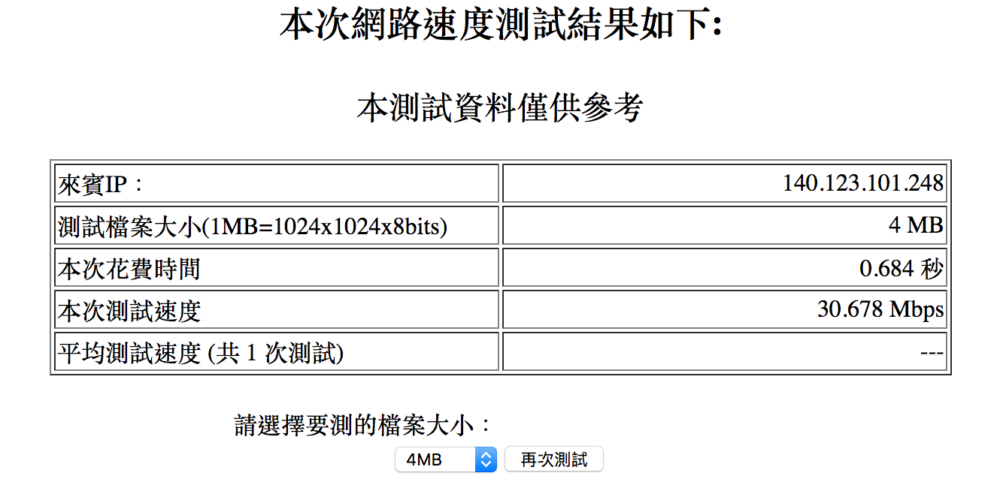 本次網路速度測試結果如下:
本測試資料僅供參考
來賓IP：
140.123.101.248
測試檔案大小(1MB=1024x1024x8bits)
4 MB
本次花費時間
0.684 秒
本次測試速度
30.678 Mbps
平均測試速度 (共 1 次測試)
---
請選擇要測的檔案大小：
4MB
再次測試